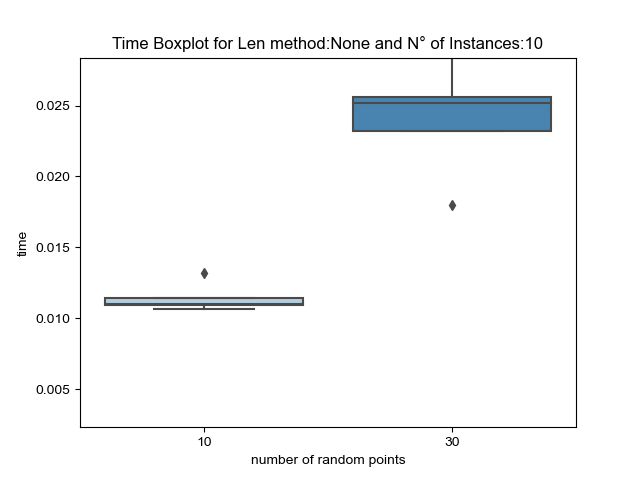 Time Boxplot for Len method:None and N° of Instances:10
0.025
0.020
0.015
0.010
0.005
time
10 30
number of random points